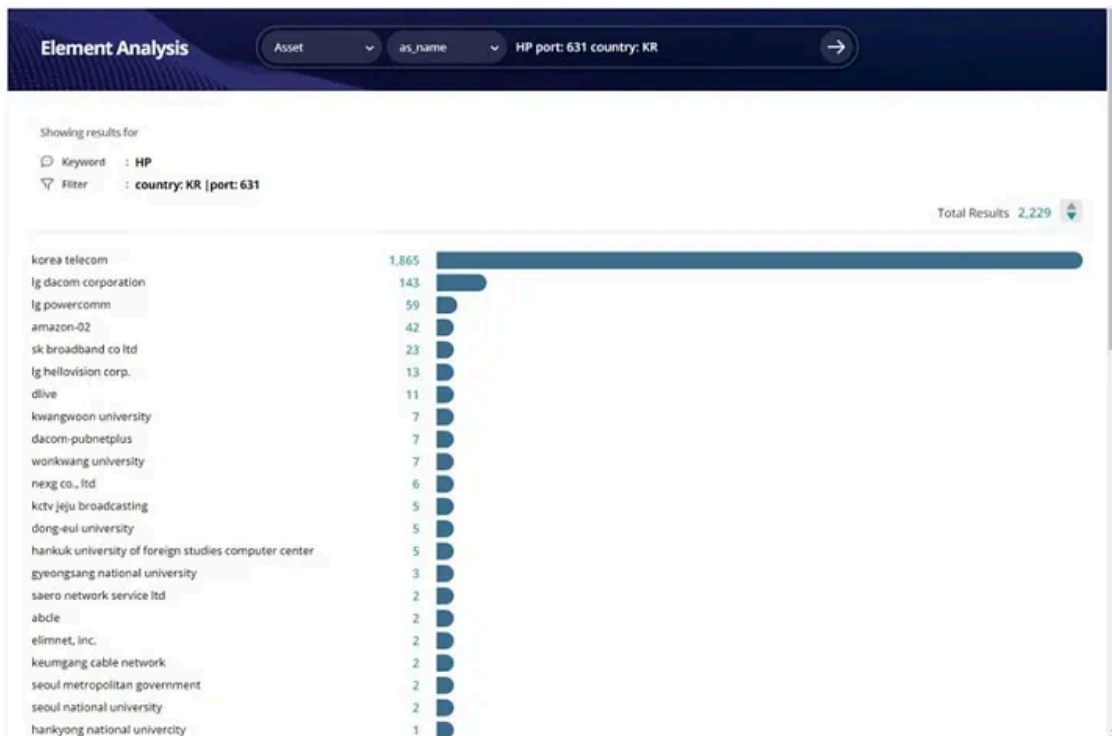 Element Analysis Asset as_name HP port: 631 country: KR
Showing results for
Keyword : HP
Filter : country: KR |port: 631
Total Results 2,229
korea telecom 1,865
lg dacom corporation 143
lg powercomm 59
amazon-02 42
sk broadband co ltd 23
lg hellovision corp. 13
dlive 11
kwangwoon university 7
dacom-pubnetplus 7
wonkwang university 7
nexg co., ltd 6
kctv jeju broadcasting 5
dong-eui university 5
hankuk university of foreign studies computer center 5
gyeongsang national university 3
saero network service ltd 2
abcle 2
elimnet, inc. 2
keumgang cable network 2
seoul metropolitan government 2
seoul national university 2
hankyong national univercity 1